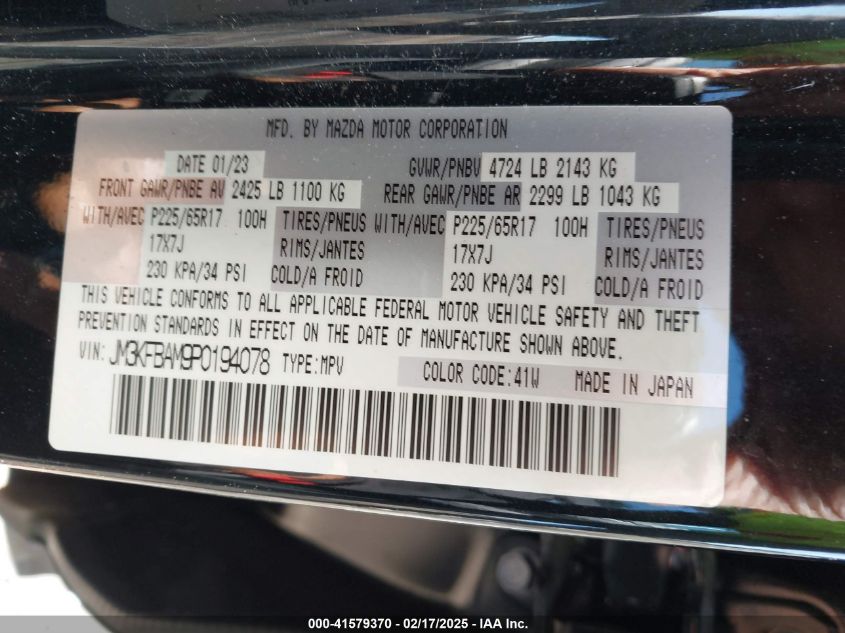 MFD. BY MAZDA MOTOR CORPORATION
DATE 01/23 GVWR/PNBV 4724 LB 2143 KG
FRONT GAWR/PNBE AV 2425 LB 1100 KG REAR GAWR/PNBE AR 2299 LB 1043 KG
WITH/AVEC P225/65R17 100H TIRES/PNEUS WITH/AVEC P225/65R17 100H TIRES/PNEUS
17X7J RIMS/JANTES 17X7J RIMS/JANTES
230 KPA/34 PSI COLD/A FROID 230 KPA/34 PSI COLD/A FROID
THIS VEHICLE CONFORMS TO ALL APPLICABLE FEDERAL MOTOR VEHICLE SAFETY AND THEFT
PREVENTION STANDARDS IN EFFECT ON THE DATE OF MANUFACTURE SHOWN ABOVE.
VIN: JM3KFBAM9P0194078 TYPE:MPV COLOR CODE:41W MADE IN JAPAN
000-41579370 - 02/17/2025 - IAA Inc.